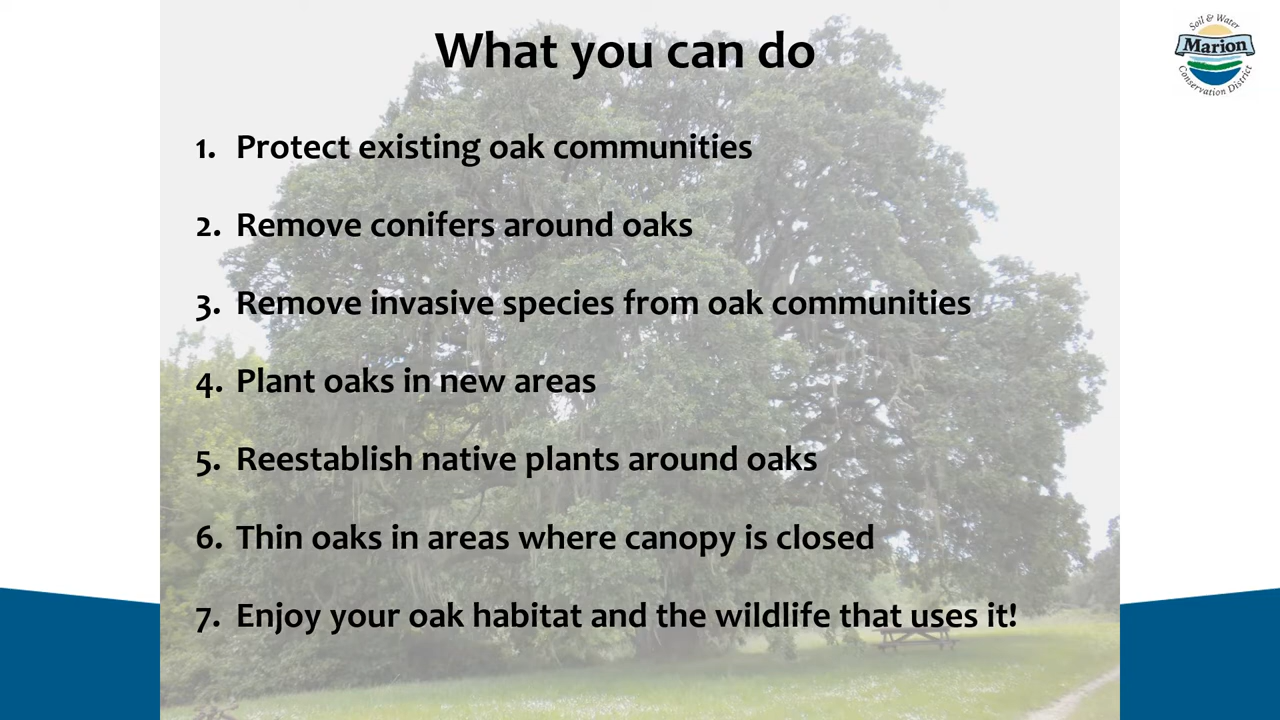 What you can do
Soil & Water
Marion
Conservation District
1. Protect existing oak communities
2. Remove conifers around oaks
3. Remove invasive species from oak communities
4. Plant oaks in new areas
5. Reestablish native plants around oaks
6. Thin oaks in areas where canopy is closed
7. Enjoy your oak habitat and the wildlife that uses it!